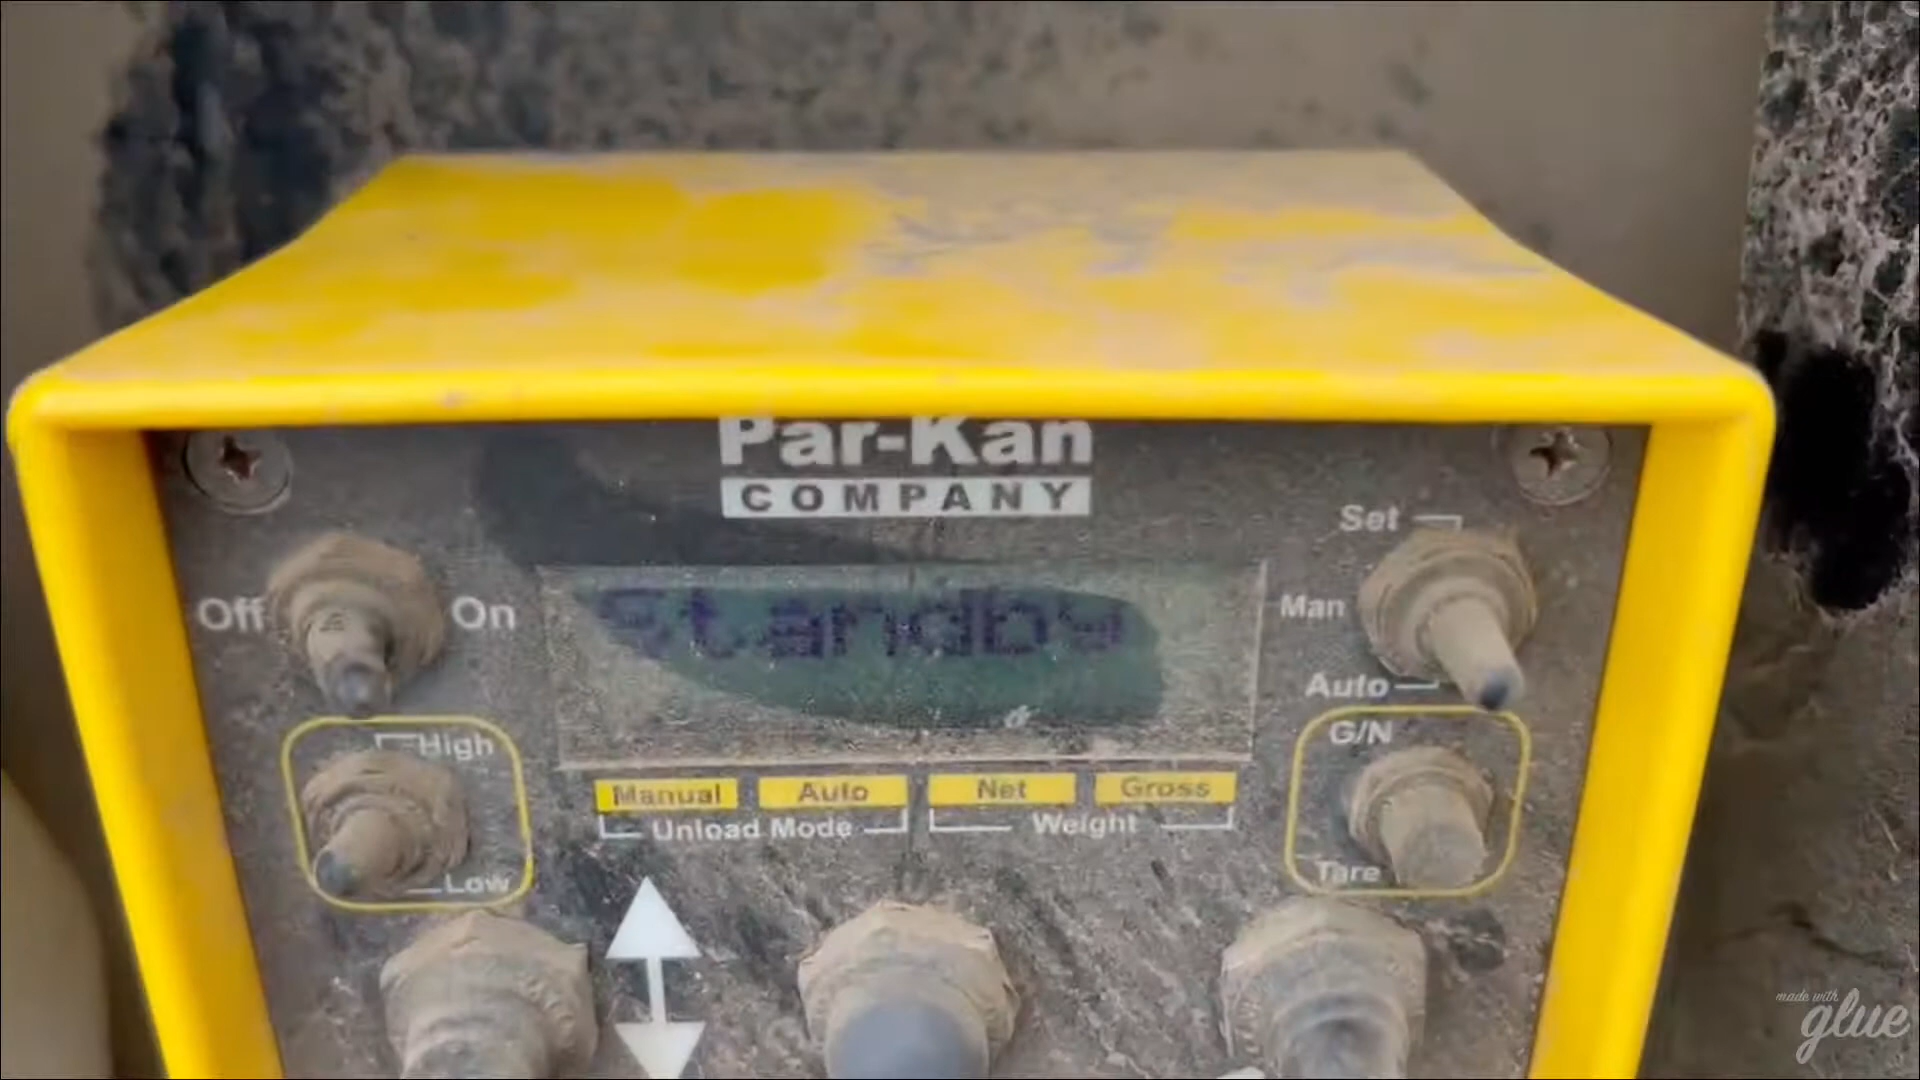 Par-Kan
COMPANY
Set
Off
On
Standby
Man
Auto
High
G/N
Manual
Auto
Net
Gross
Unload Mode
Weight
Low
Tare
made with
glue